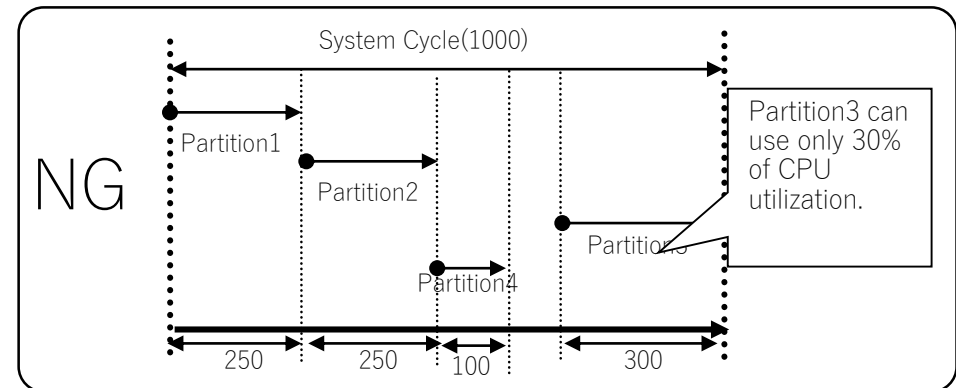 System Cycle(1000)
NG
Partition1
Partition2
Partition4
Partition3
Partition3 can
use only 30%
of CPU
utilization.
250
250
100
300